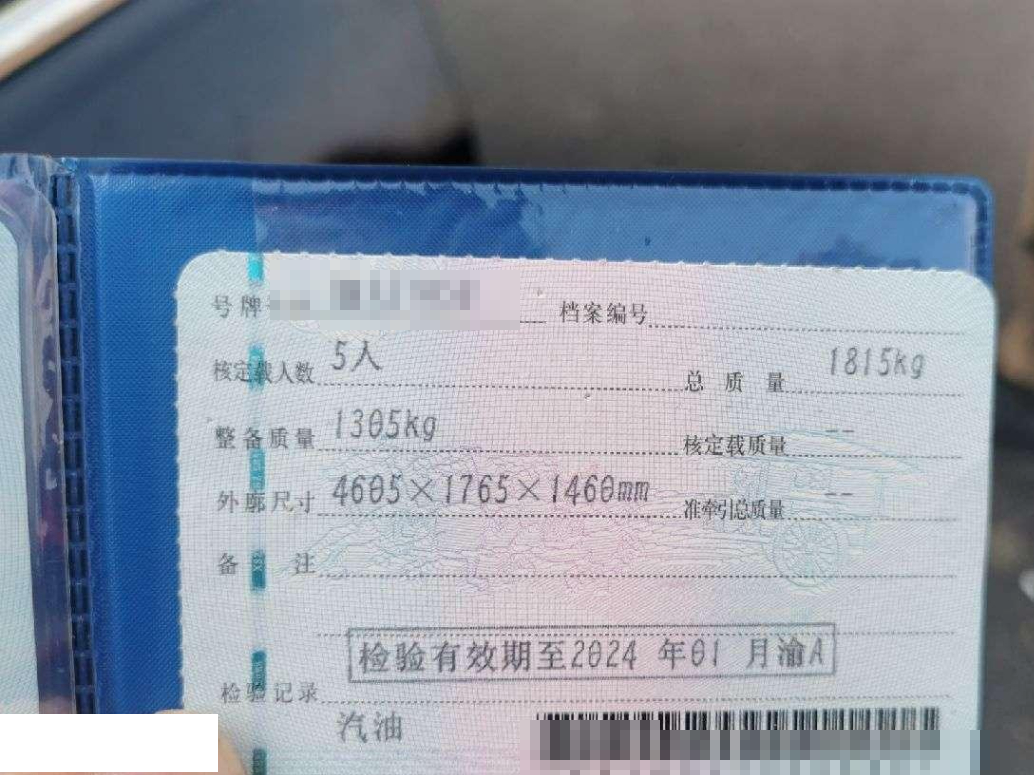 号牌 档案编号
核定载人数 5人 总质量 1815kg
整备质量 1305kg 核定载质量 --
外廓尺寸 4605×1765×1460mm 准牵引总质量 --
备注
检验有效期至2024年01月渝A
检验记录
汽油